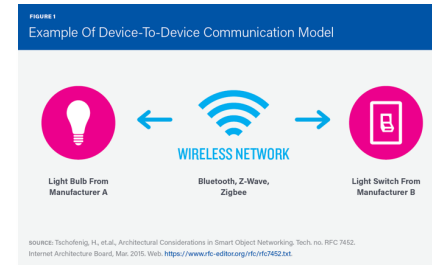 FIGURE 1
Example Of Device-To-Device Communication Model
WIRELESS NETWORK
Light Bulb From
Manufacturer A
Bluetooth, Z-Wave,
Zigbee
Light Switch From
Manufacturer B
SOURCE: Tschofenig, H., et.al., Architectural Considerations in Smart Object Networking. Tech. no. RFC 7452.
Internet Architecture Board, Mar. 2015. Web. https://www.rfc-editor.org/rfc/rfc7452.txt.